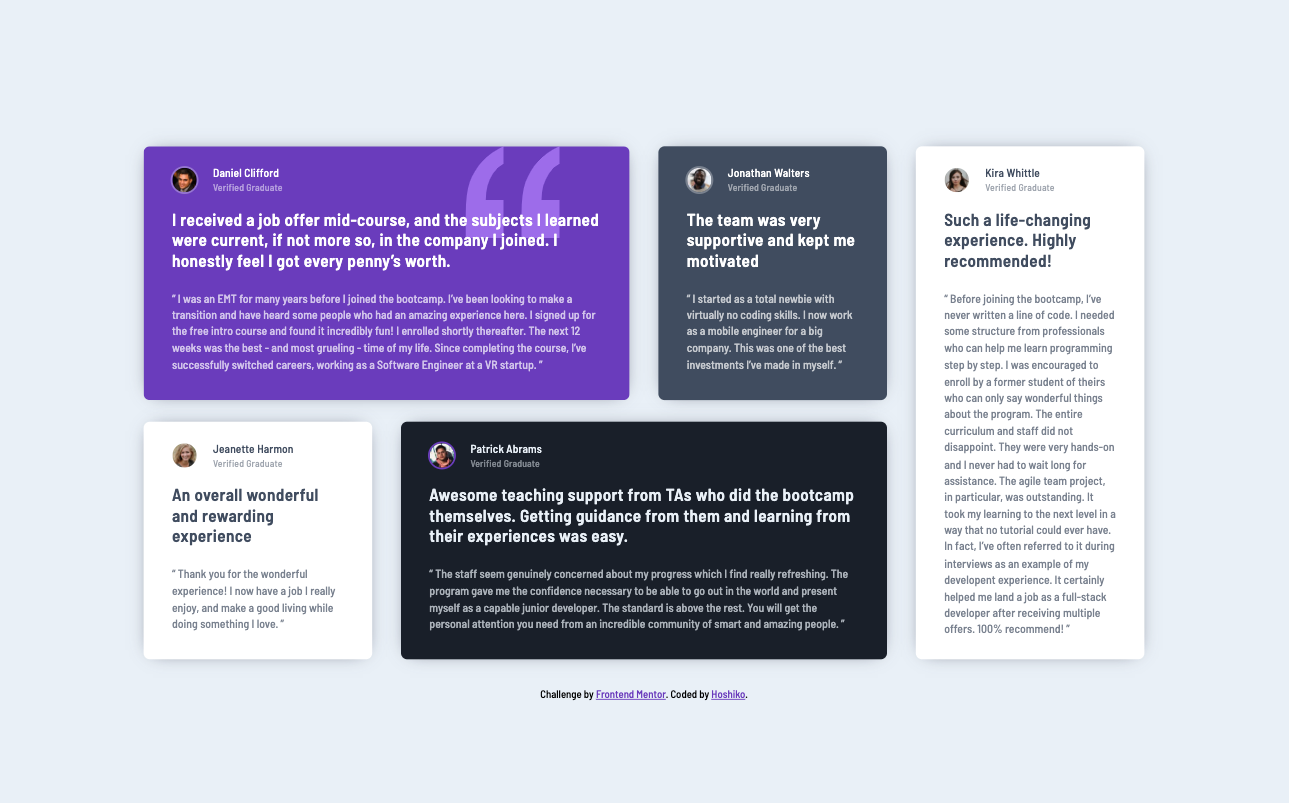 Daniel Clifford
Verified Graduate
I received a job offer mid-course, and the subjects I learned
were current, if not more so, in the company I joined. I
honestly feel I got every penny’s worth.
“ I was an EMT for many years before I joined the bootcamp. I’ve been looking to make a
transition and have heard some people who had an amazing experience here. I signed up for
the free intro course and found it incredibly fun! I enrolled shortly thereafter. The next 12
weeks was the best - and most grueling - time of my life. Since completing the course, I’ve
successfully switched careers, working as a Software Engineer at a VR startup. ”
Jonathan Walters
Verified Graduate
The team was very
supportive and kept me
motivated
“ I started as a total newbie with
virtually no coding skills. I now work
as a mobile engineer for a big
company. This was one of the best
investments I’ve made in myself. ”
Kira Whittle
Verified Graduate
Such a life-changing
experience. Highly
recommended!
“ Before joining the bootcamp, I’ve
never written a line of code. I needed
some structure from professionals
who can help me learn programming
step by step. I was encouraged to
enroll by a former student of theirs
who can only say wonderful things
about the program. The entire
curriculum and staff did not
disappoint. They were very hands-on
and I never had to wait long for
assistance. The agile team project,
in particular, was outstanding. It
took my learning to the next level in a
way that no tutorial could ever have.
In fact, I’ve often referred to it during
interviews as an example of my
developent experience. It certainly
helped me land a job as a full-stack
developer after receiving multiple
offers. 100% recommend! ”
Jeanette Harmon
Verified Graduate
An overall wonderful
and rewarding
experience
“ Thank you for the wonderful
experience! I now have a job I really
enjoy, and make a good living while
doing something I love. ”
Patrick Abrams
Verified Graduate
Awesome teaching support from TAs who did the bootcamp
themselves. Getting guidance from them and learning from
their experiences was easy.
“ The staff seem genuinely concerned about my progress which I find really refreshing. The
program gave me the confidence necessary to be able to go out in the world and present
myself as a capable junior developer. The standard is above the rest. You will get the
personal attention you need from an incredible community of smart and amazing people. ”
Challenge by Frontend Mentor. Coded by Hoshiko.